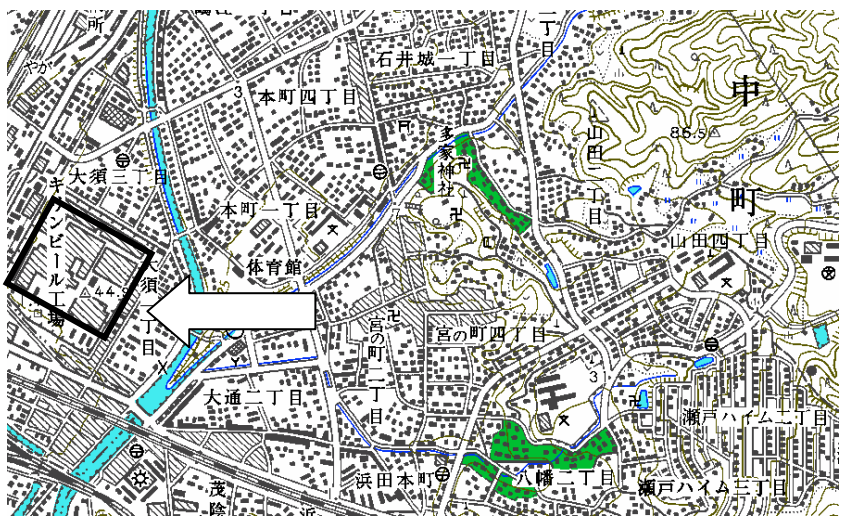 所
やが
石井城一丁目
二丁目
本町四丁目
3
中
85.5
多家神社
山田二丁目
大須三丁目
キリンビール工場
本町一丁目
町
山田四丁目
体育館
44.
大須一丁目
宮の町四丁目
宮の町二丁目
3
大通二丁目
瀬戸ハイム二丁目
浜田本町
八幡二丁目
瀬戸ハイム三丁目
茂陰
浜